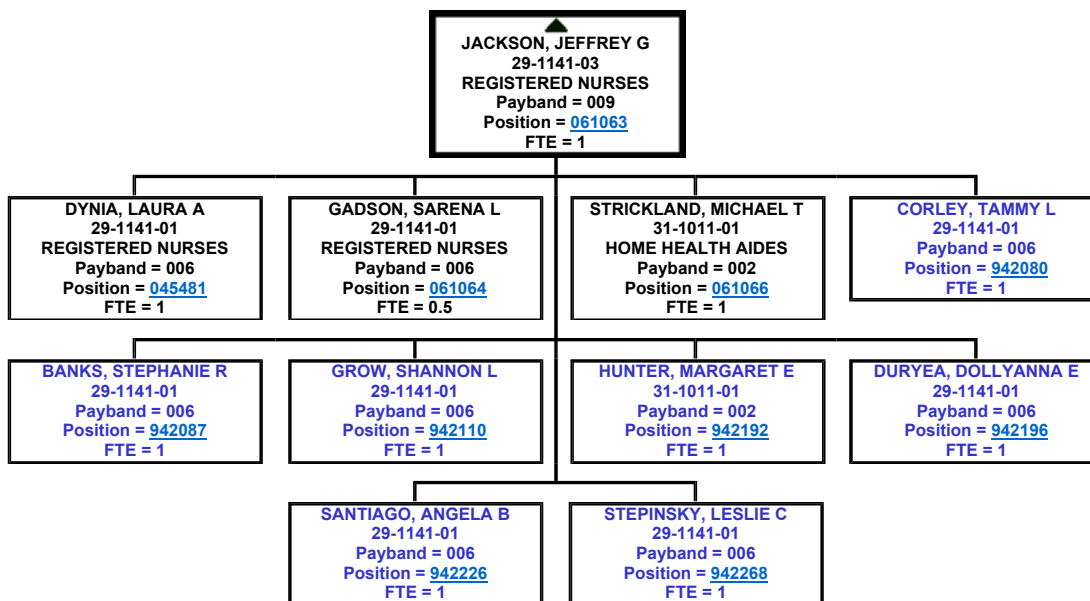 JACKSON, JEFFREY G
29-1141-03
REGISTERED NURSES
Payband = 009
Position = 061063
FTE = 1
DYNIA, LAURA A
29-1141-01
REGISTERED NURSES
Payband = 006
Position = 045481
FTE = 1
GADSON, SARENA L
29-1141-01
REGISTERED NURSES
Payband = 006
Position = 061064
FTE = 0.5
STRICKLAND, MICHAEL T
31-1011-01
HOME HEALTH AIDES
Payband = 002
Position = 061066
FTE = 1
CORLEY, TAMMY L
29-1141-01
Payband = 006
Position = 942080
FTE = 1
BANKS, STEPHANIE R
29-1141-01
Payband = 006
Position = 942087
FTE = 1
GROW, SHANNON L
29-1141-01
Payband = 006
Position = 942110
FTE = 1
HUNTER, MARGARET E
31-1011-01
Payband = 002
Position = 942192
FTE = 1
DURYEA, DOLLYANNA E
29-1141-01
Payband = 006
Position = 942196
FTE = 1
SANTIAGO, ANGELA B
29-1141-01
Payband = 006
Position = 942226
FTE = 1
STEPINSKY, LESLIE C
29-1141-01
Payband = 006
Position = 942268
FTE = 1